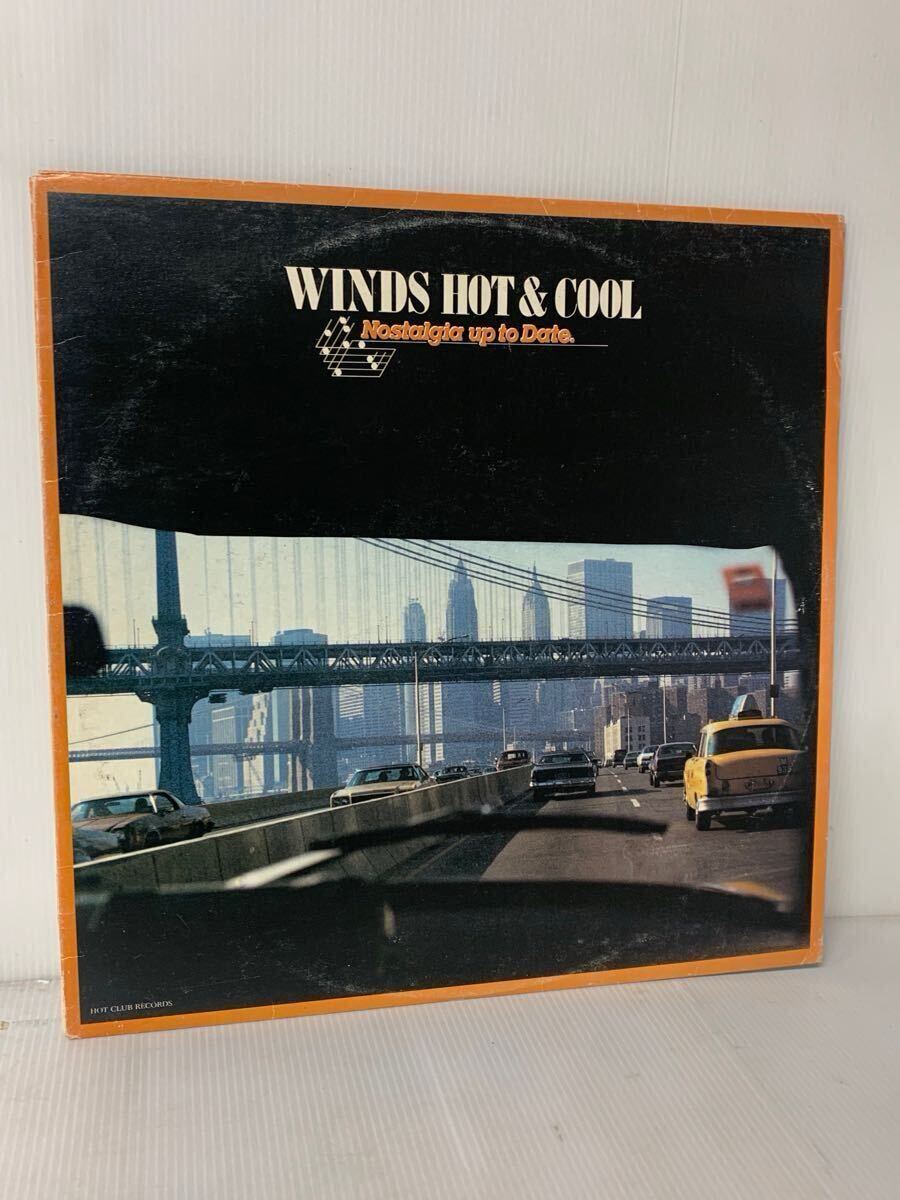 WINDS HOT & COOL
Nostalgia up to Date.
HOT CLUB RECORDS